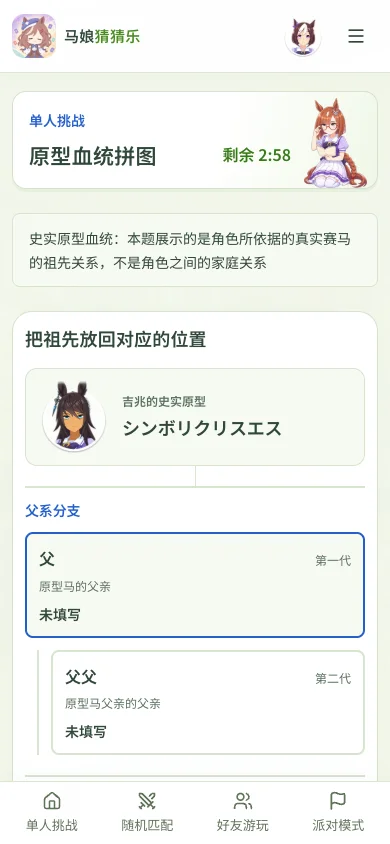 马娘猜猜乐
单人挑战
原型血统拼图
剩余 2:58
史实原型血统：本题展示的是角色所依据的真实赛马
的祖先关系，不是角色之间的家庭关系
把祖先放回对应的位置
吉兆的史实原型
シンボリクリスエス
父系分支
父
第一代
原型马的父亲
未填写
父父
第二代
原型马父亲的父亲
未填写
单人挑战
随机匹配
好友游玩
派对模式